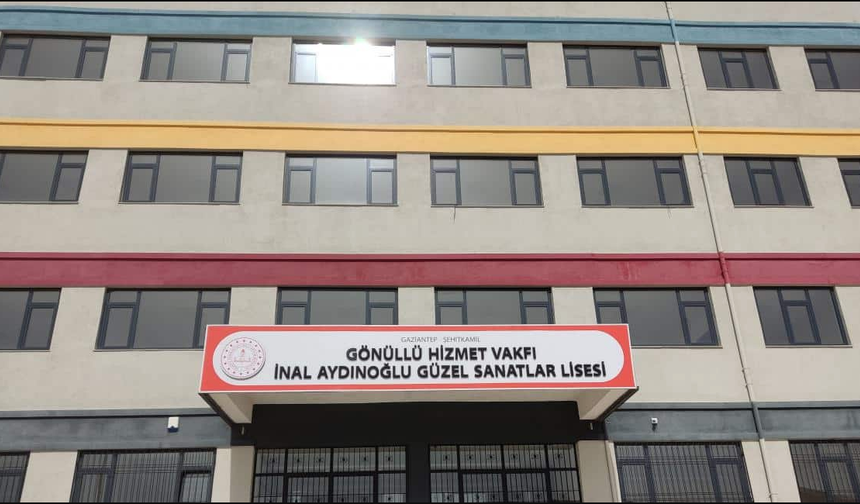 GAZİANTEP ŞEHİTKAMİL
GÖNÜLLÜ HİZMET VAKFI
İNAL AYDINOĞLU GÜZEL SANATLAR LİSESİ